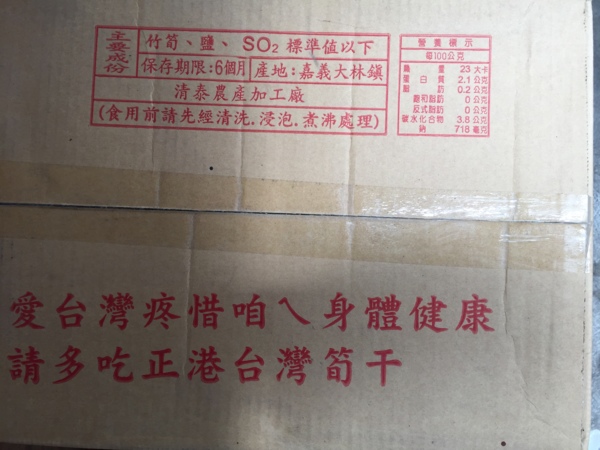 主要成份
竹筍、鹽、SO2 標準值以下
保存期限:6個月
產地:嘉義大林鎮
清泰農產加工廠
(食用前請先經清洗.浸泡.煮沸處理)
營養標示
每100公克
熱量 23 大卡
蛋白質 2.1 公克
脂肪 0.2 公克
飽和脂肪 0 公克
反式脂肪 0 公克
碳水化合物 3.8 公克
鈉 718 毫克
愛台灣疼惜咱ㄟ身體健康
請多吃正港台灣筍干